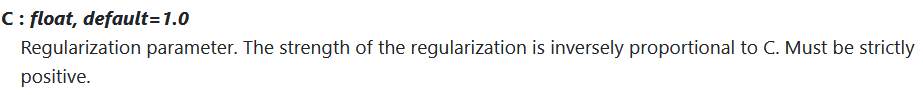 C : float, default=1.0
Regularization parameter. The strength of the regularization is inversely proportional to C. Must be strictly
positive.